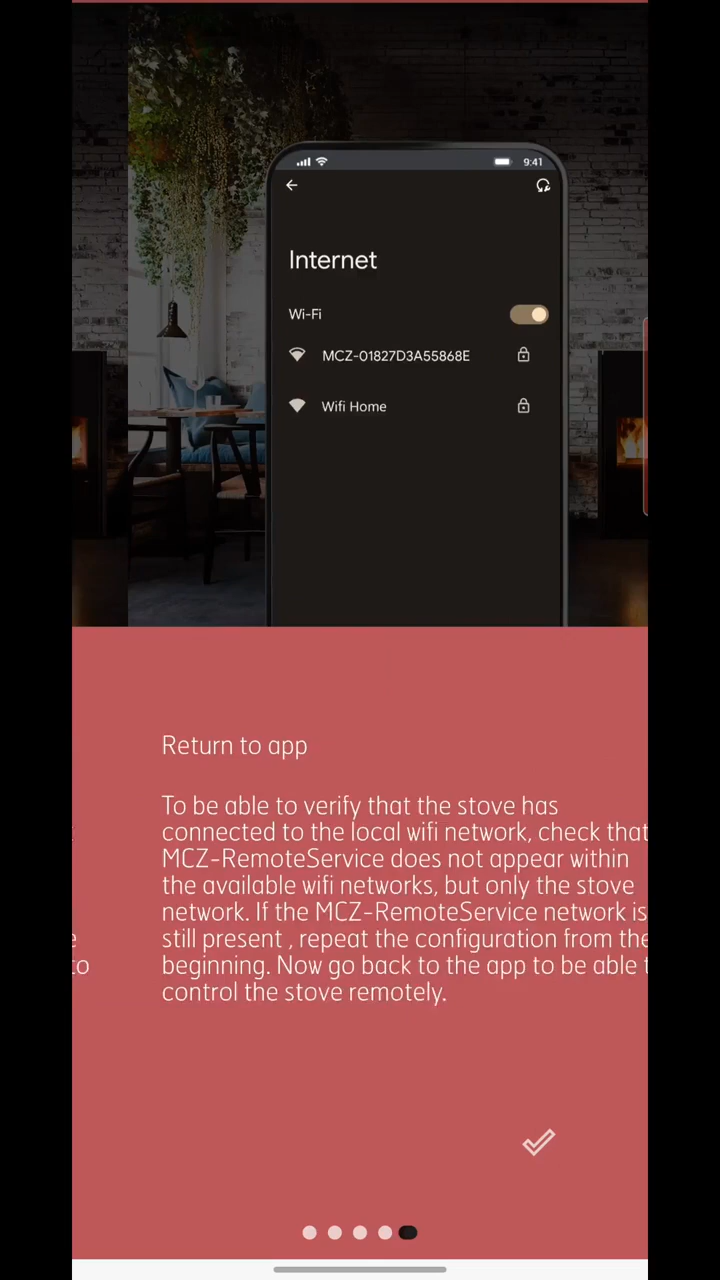 9:41
Internet
Wi-Fi
MCZ-01827D3A55868E
Wifi Home
Return to app
To be able to verify that the stove has
connected to the local wifi network, check that
MCZ-RemoteService does not appear within
the available wifi networks, but only the stove
network. If the MCZ-RemoteService network is
still present , repeat the configuration from the
beginning. Now go back to the app to be able
control the stove remotely.